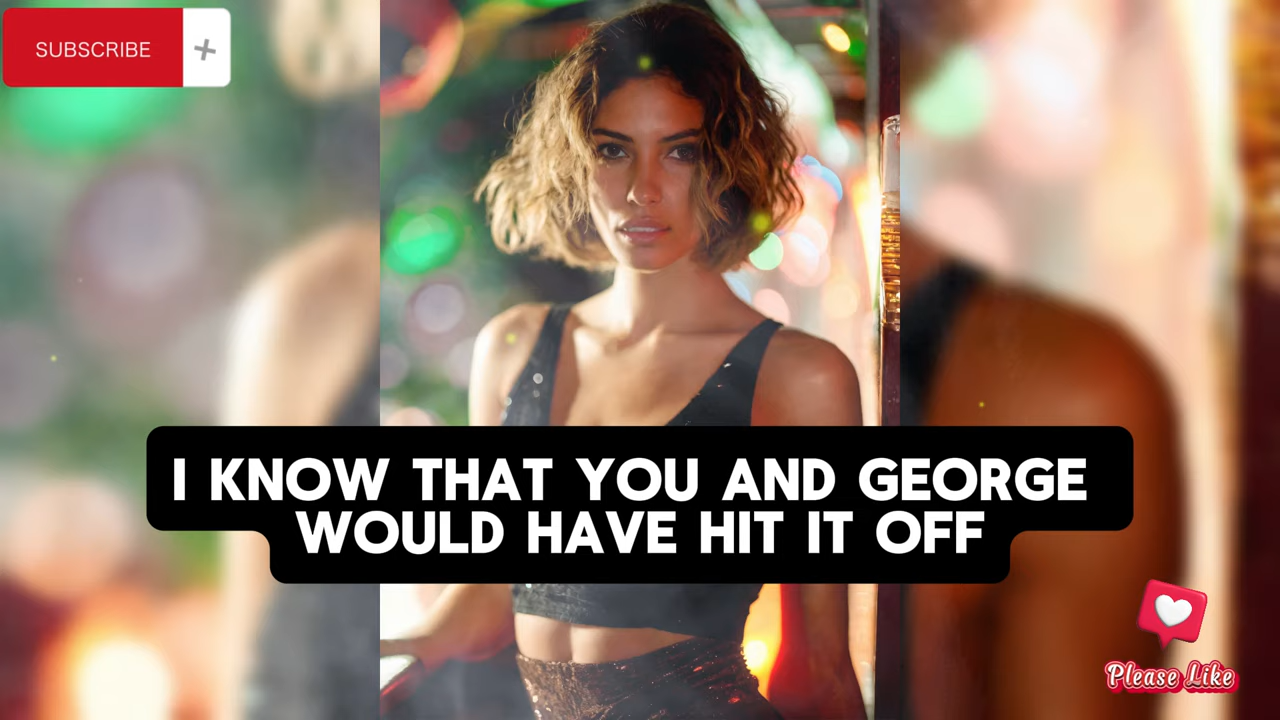 SUBSCRIBE
I KNOW THAT YOU AND GEORGE
WOULD HAVE HIT IT OFF
Please Like